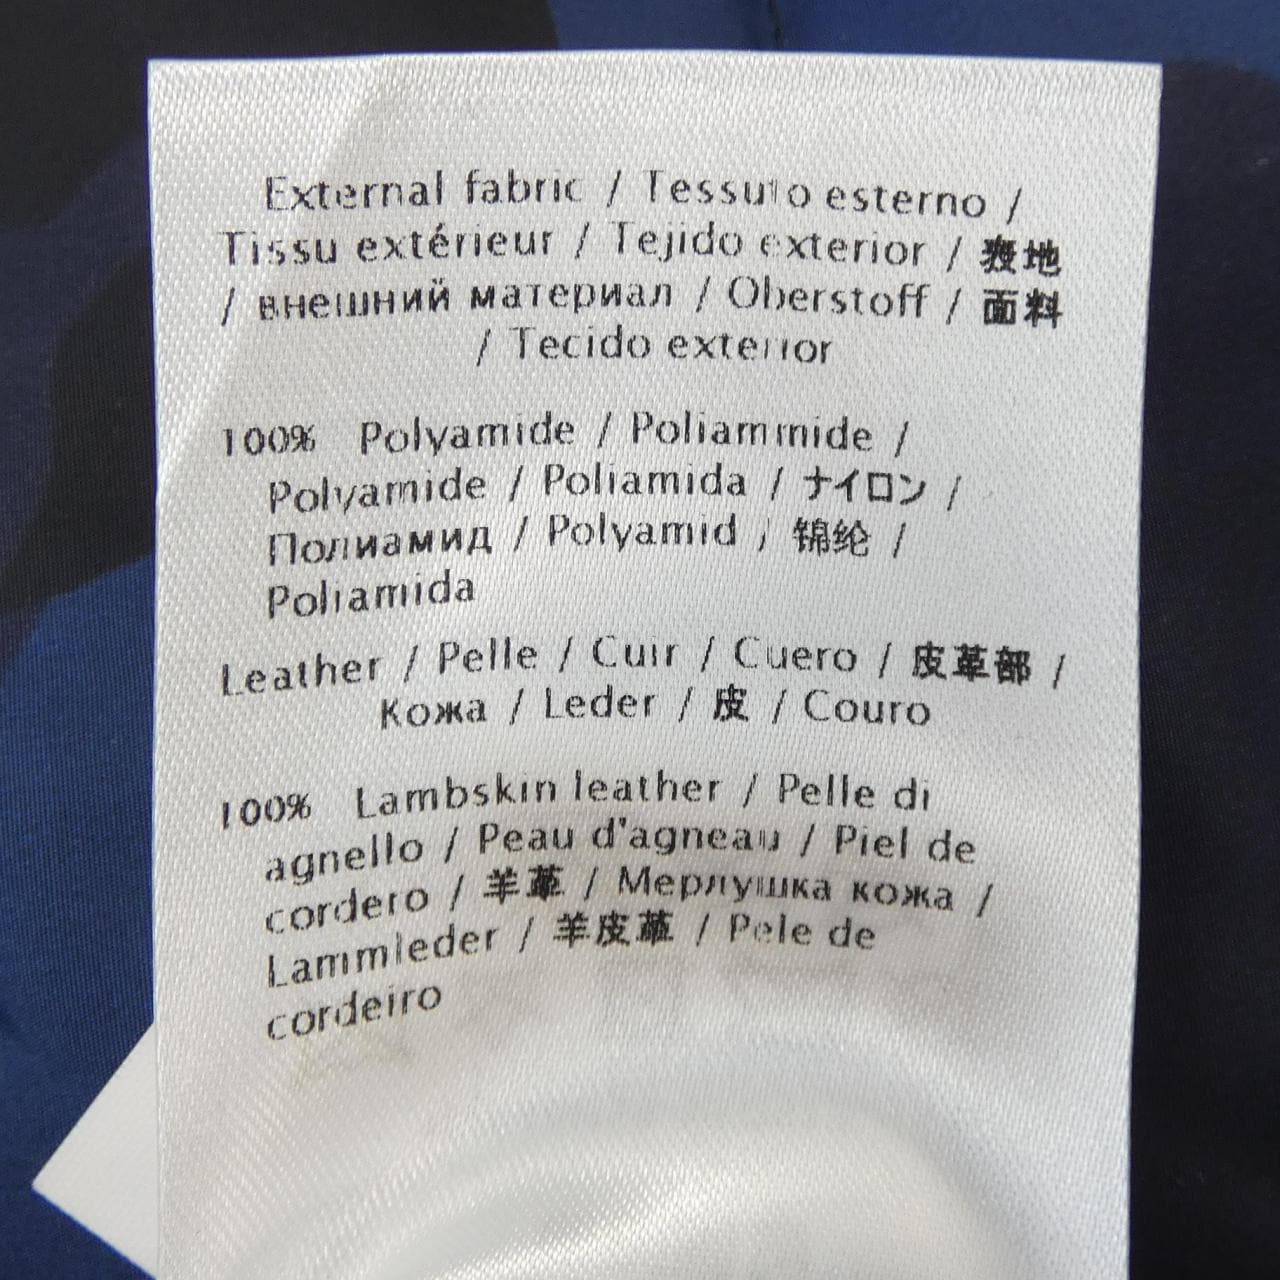 External fabric / Tessuto esterno /
Tissu extérieur / Tejido exterior / 表地
/ внешний материал / Oberstoff / 面料
/ Tecido exterior
100% Polyamide / Poliammide /
Polyamide / Poliamida / ナイロン /
Полиамид / Polyamid / 锦纶 /
Poliamida
Leather / Pelle / Cuir / Cuero / 皮革部 /
Кожа / Leder / 皮 / Couro
100% Lambskin leather / Pelle di
agnello / Peau d'agneau / Piel de
cordero / 羊革 / Мерлушка кожа /
Lammleder / 羊皮革 / Pele de
cordeiro